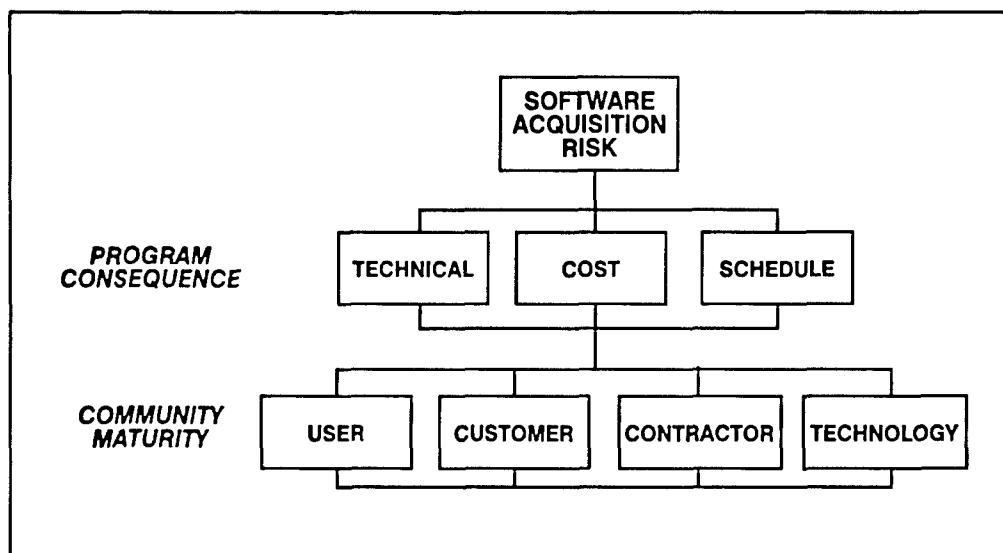 SOFTWARE
ACQUISITION
RISK
PROGRAM
CONSEQUENCE
TECHNICAL
COST
SCHEDULE
COMMUNITY
MATURITY
USER
CUSTOMER
CONTRACTOR
TECHNOLOGY